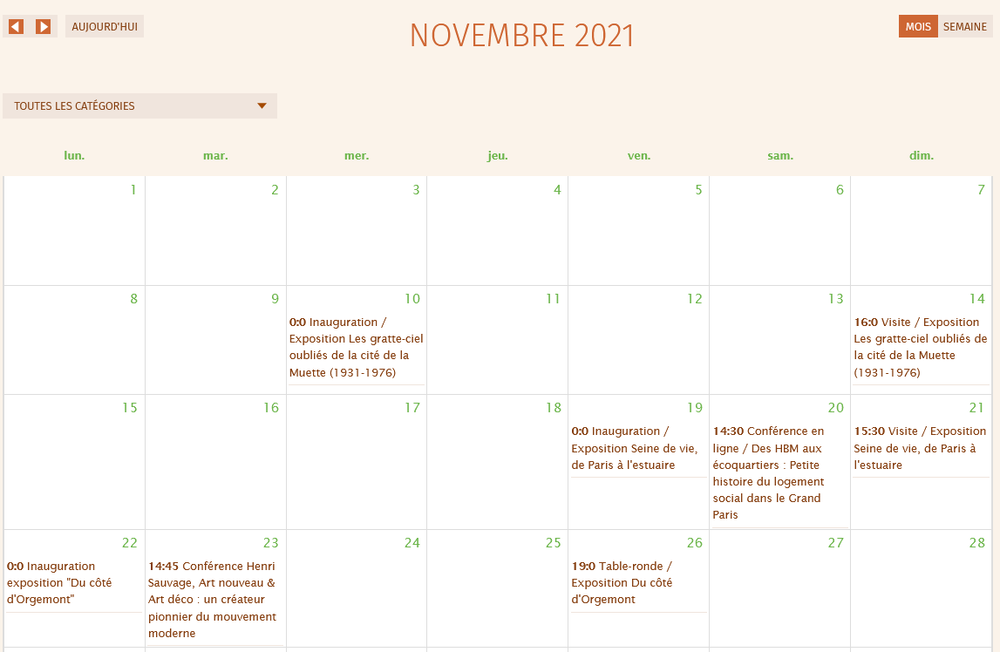 AUJOURD'HUI
NOVEMBRE 2021
MOIS
SEMAINE
TOUTES LES CATÉGORIES
lun.
mar.
mer.
jeu.
ven.
sam.
dim.
1
2
3
4
5
6
7
8
9
10
0:0 Inauguration /
Exposition Les gratte-ciel
oubliés de la cité de la
Muette (1931-1976)
11
12
13
14
16:0 Visite / Exposition
Les gratte-ciel oubliés de
la cité de la Muette
(1931-1976)
15
16
17
18
19
0:0 Inauguration /
Exposition Seine de vie,
de Paris à l'estuaire
20
14:30 Conférence en
ligne / Des HBM aux
écoquartiers : Petite
histoire du logement
social dans le Grand
Paris
21
15:30 Visite / Exposition
Seine de vie, de Paris à
l'estuaire
22
0:0 Inauguration
exposition "Du côté
d'Orgemont"
23
14:45 Conférence Henri
Sauvage, Art nouveau &
Art déco : un créateur
pionnier du mouvement
moderne
24
25
26
19:0 Table-ronde /
Exposition Du côté
d'Orgemont
27
28